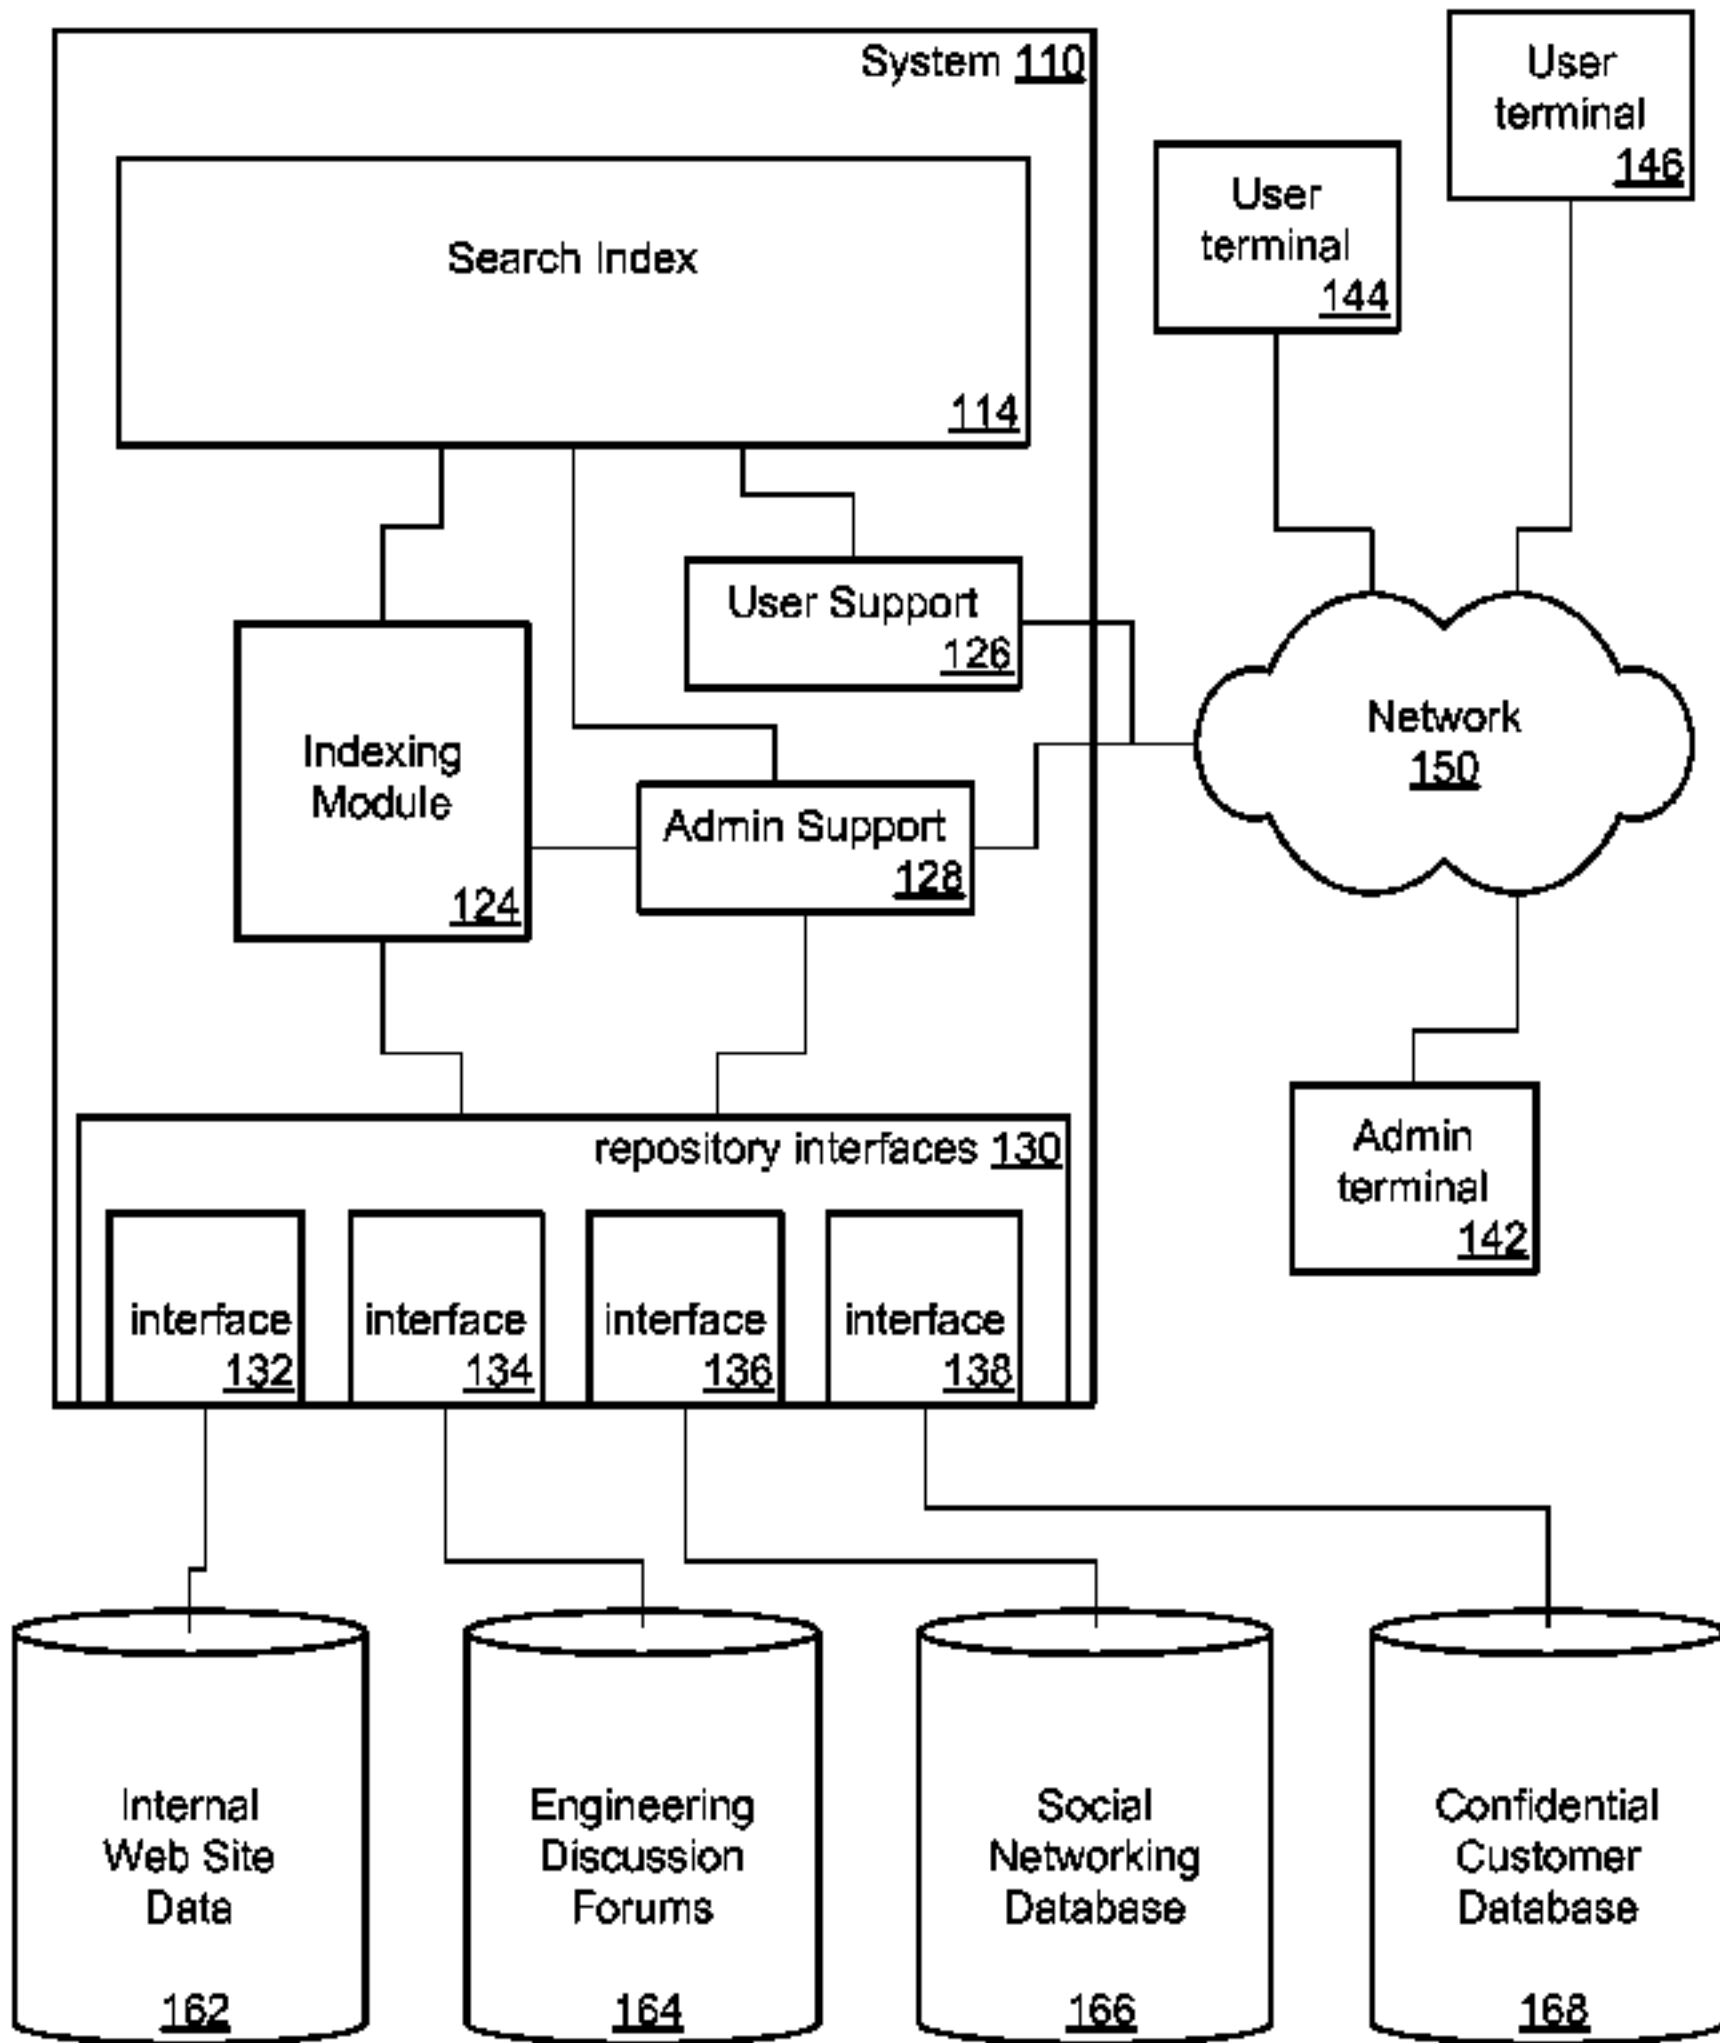 System 110
Search Index
114
User
terminal
144
User
terminal
146
User Support
126
Indexing
Module
124
Admin Support
128
Network
150
Admin
terminal
142
repository interfaces 130
interface
132
interface
134
interface
136
interface
138
Internal
Web Site
Data
162
Engineering
Discussion
Forums
164
Social
Networking
Database
166
Confidential
Customer
Database
168